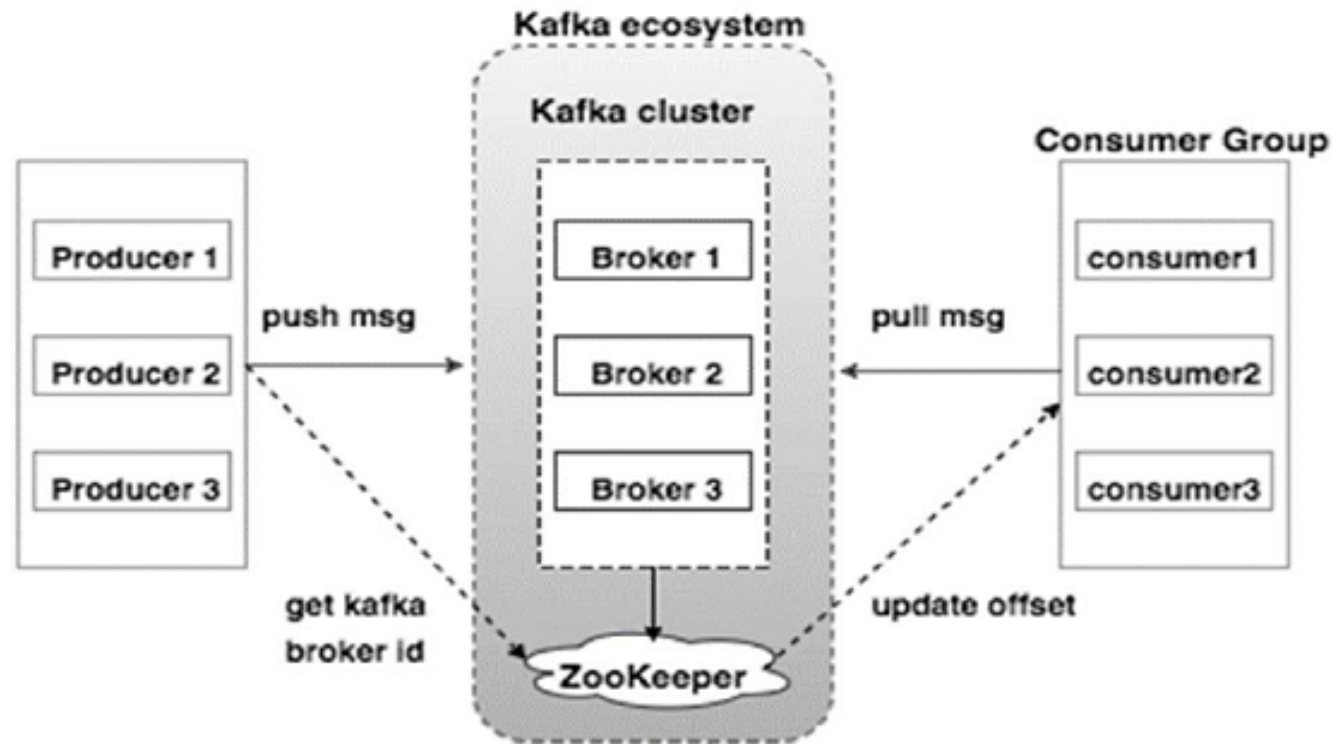 Kafka ecosystem
Kafka cluster
Consumer Group
Producer 1
Broker 1
consumer1
push msg
pull msg
Producer 2
Broker 2
consumer2
Producer 3
Broker 3
consumer3
get kafka
broker id
update offset
ZooKeeper